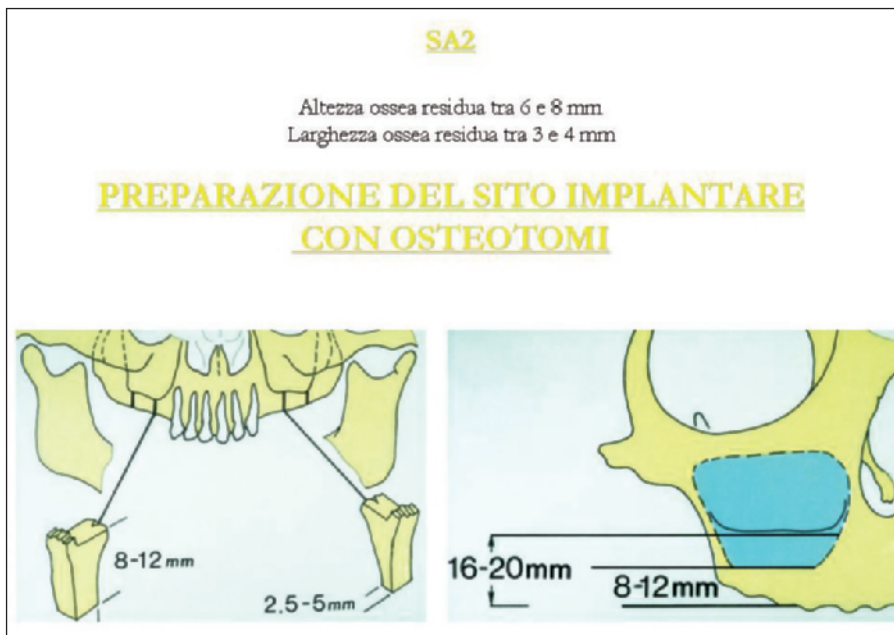 SA2
Altezza ossea residua tra 6 e 8 mm
Larghezza ossea residua tra 3 e 4 mm
PREPARAZIONE DEL SITO IMPLANTARE
CON OSTEOTOMI
8-12mm
2,5-5mm
16-20mm
8-12mm